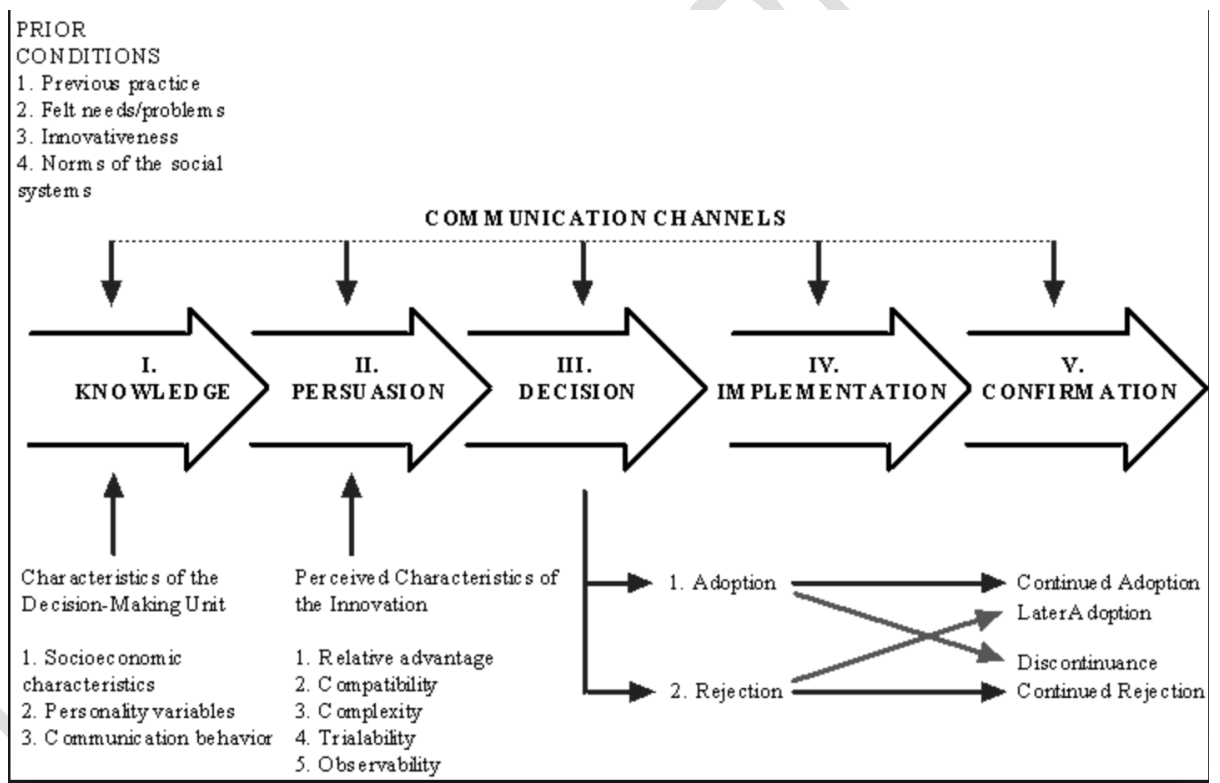 PRIOR
CONDITIONS
1. Previous practice
2. Felt needs/problems
3. Innovativeness
4. Norms of the social
systems
COMMUNICATION CHANNELS
I.
KNOWLEDGE
II.
PERSUASION
III.
DECISION
IV.
IMPLEMENTATION
V.
CONFIRMATION
Characteristics of the
Decision-Making Unit
1. Socioeconomic
characteristics
2. Personality variables
3. Communication behavior
Perceived Characteristics of
the Innovation
1. Relative advantage
2. Compatibility
3. Complexity
4. Trialability
5. Observability
1. Adoption
2. Rejection
Continued Adoption
Later Adoption
Discontinuance
Continued Rejection